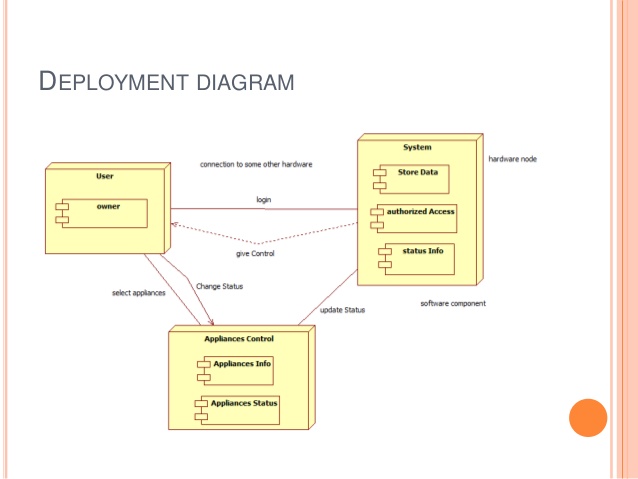 DEPLOYMENT DIAGRAM
System
connection to some other hardware
hardware node
User
Store Data
login
owner
authorized Access
give Control
status Info
Change Status
select appliances
software component
update Status
Appliances Control
Appliances Info
Appliances Status